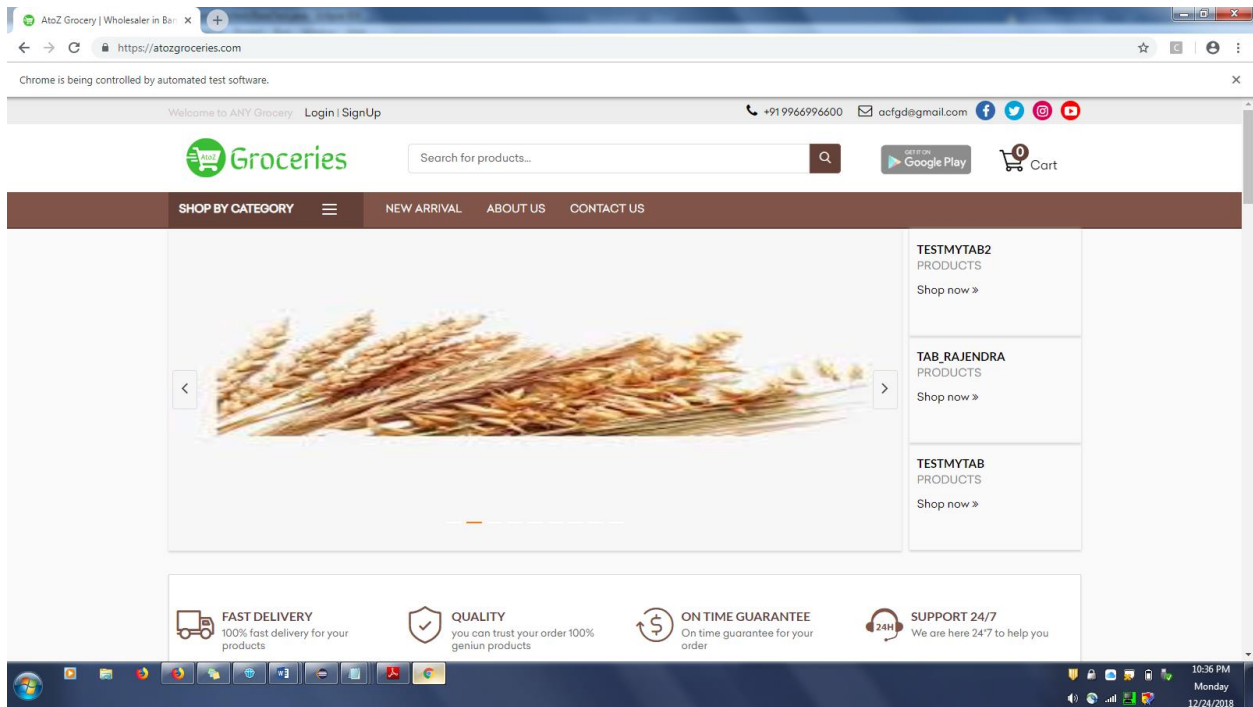 AtoZ Grocery | Wholesaler in Ban
https://atozgroceries.com
Chrome is being controlled by automated test software.
Welcome to ANY Grocery Login | SignUp
+91 9966996600 acfgd@gmail.com
AtoZ Groceries
Search for products...
GET IT ON
Google Play
0
Cart
SHOP BY CATEGORY NEW ARRIVAL ABOUT US CONTACT US
TESTMYTAB2
PRODUCTS
Shop now »
TAB_RAJENDRA
PRODUCTS
Shop now »
TESTMYTAB
PRODUCTS
Shop now »
FAST DELIVERY
100% fast delivery for your
products
QUALITY
you can trust your order 100%
geniun products
ON TIME GUARANTEE
On time guarantee for your
order
24H
SUPPORT 24/7
We are here 24*7 to help you
10:36 PM
Monday
12/24/2018